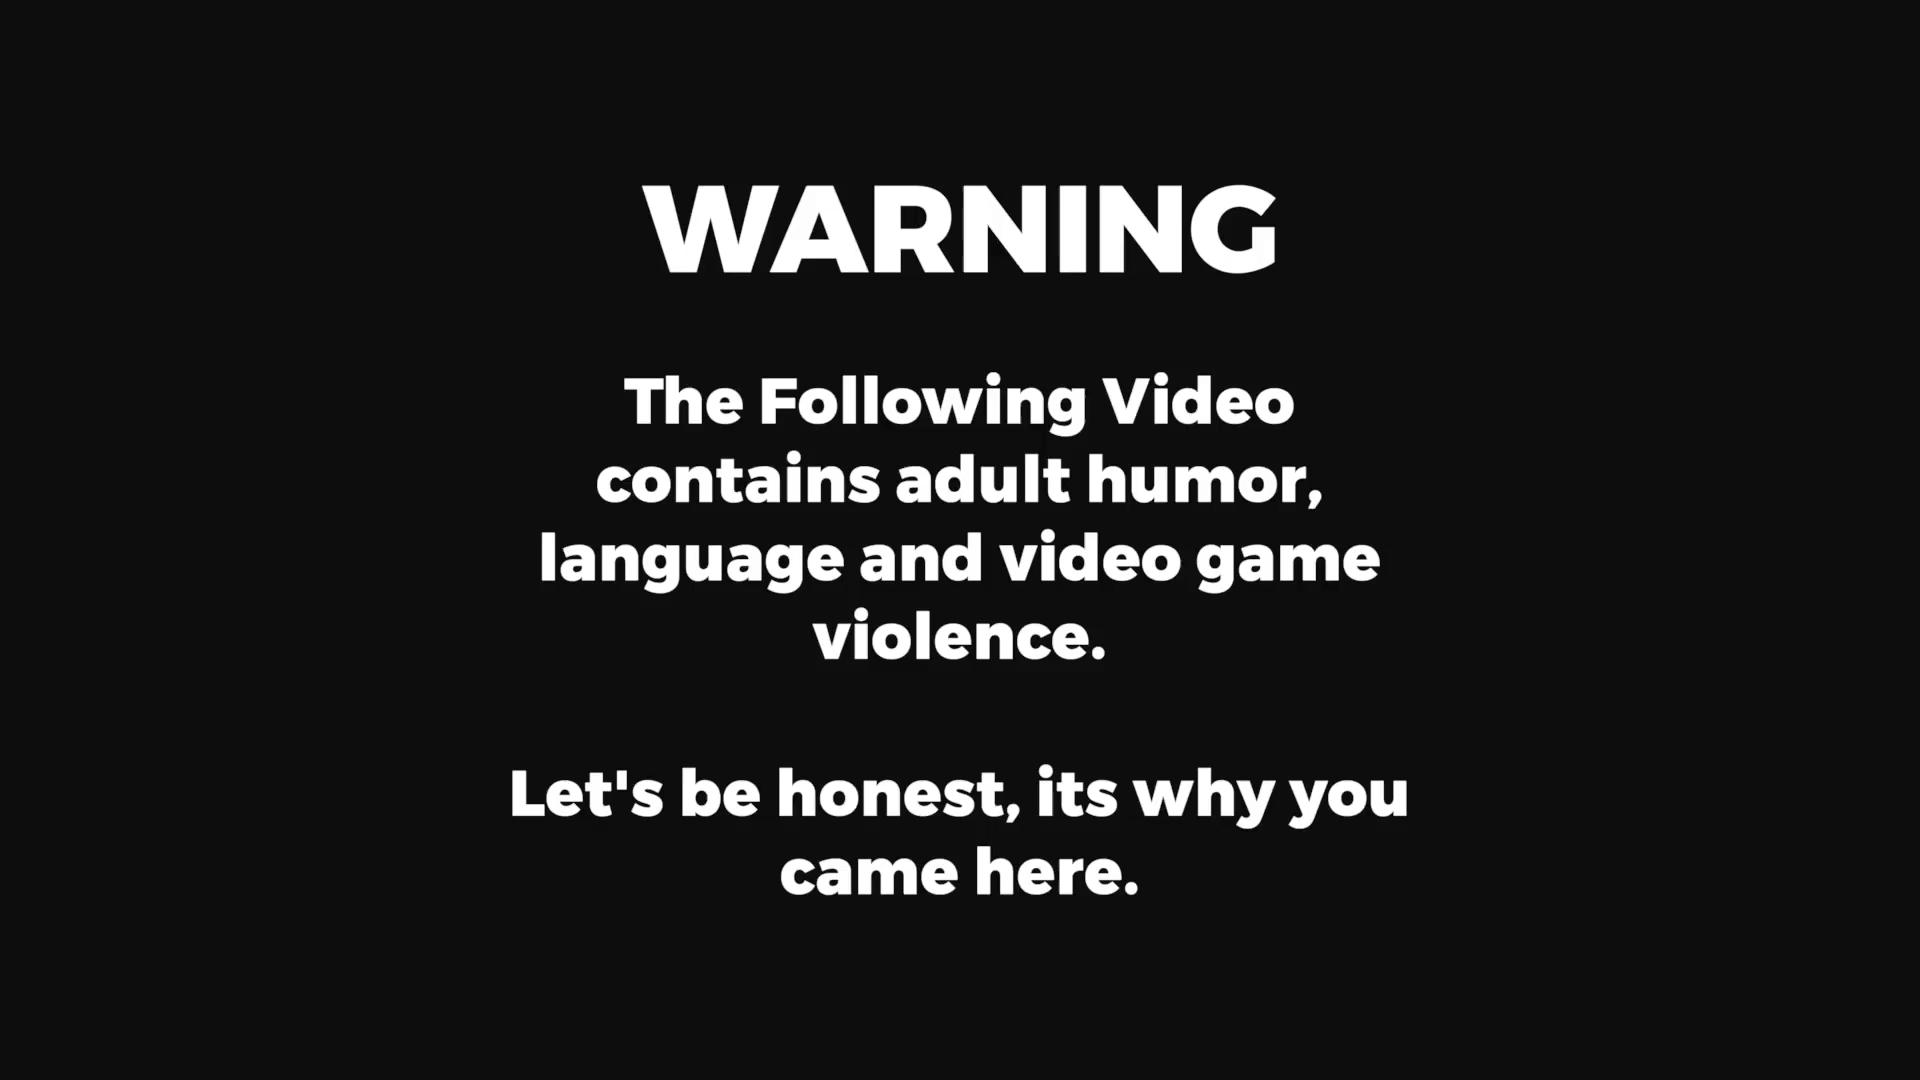 WARNING
The Following Video
contains adult humor,
language and video game
violence.
Let's be honest, its why you
came here.